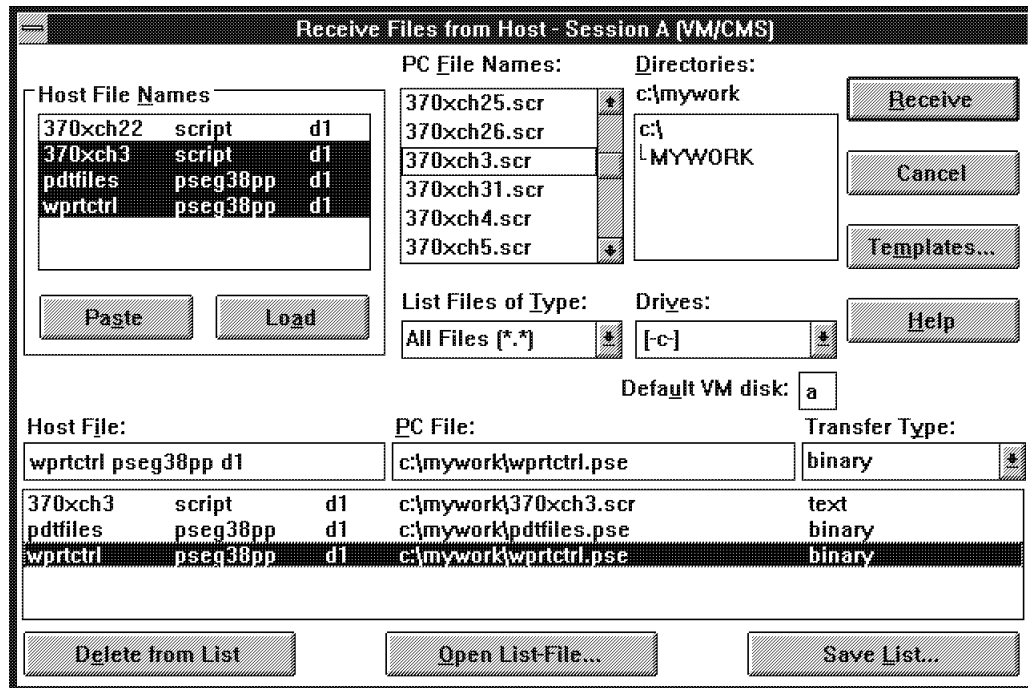 Receive Files from Host - Session A (VM/CMS)
Host File Names
370xch22 script d1
370xch3 script d1
pdtfiles pseg38pp d1
wprtctrl pseg38pp d1
Paste
Load
PC File Names:
370xch25.scr
370xch26.scr
370xch3.scr
370xch31.scr
370xch4.scr
370xch5.scr
List Files of Type:
All Files (*.*)
Directories:
c:\mywork
c:\
MYWORK
Drives:
[-c-]
Receive
Cancel
Templates...
Help
Default VM disk: a
Host File:
wprtctrl pseg38pp d1
PC File:
c:\mywork\wprtctrl.pse
Transfer Type:
binary
370xch3 script d1 c:\mywork\370xch3.scr text
pdtfiles pseg38pp d1 c:\mywork\pdtfiles.pse binary
wprtctrl pseg38pp d1 c:\mywork\wprtctrl.pse binary
Delete from List
Open List-File...
Save List...